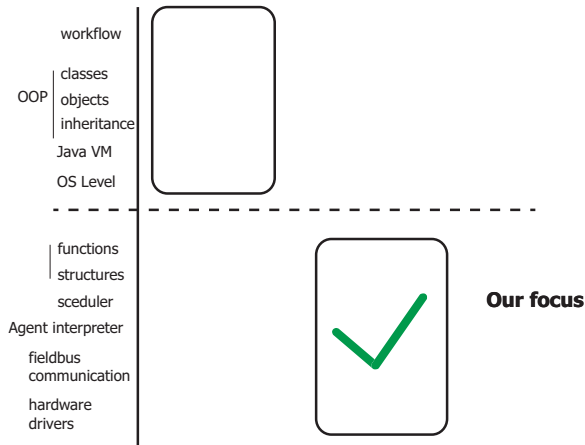 workflow
classes
OOP
objects
inheritance
Java VM
OS Level
functions
structures
sceduler
Our focus
Agent interpreter
fieldbus
communication
hardware
drivers